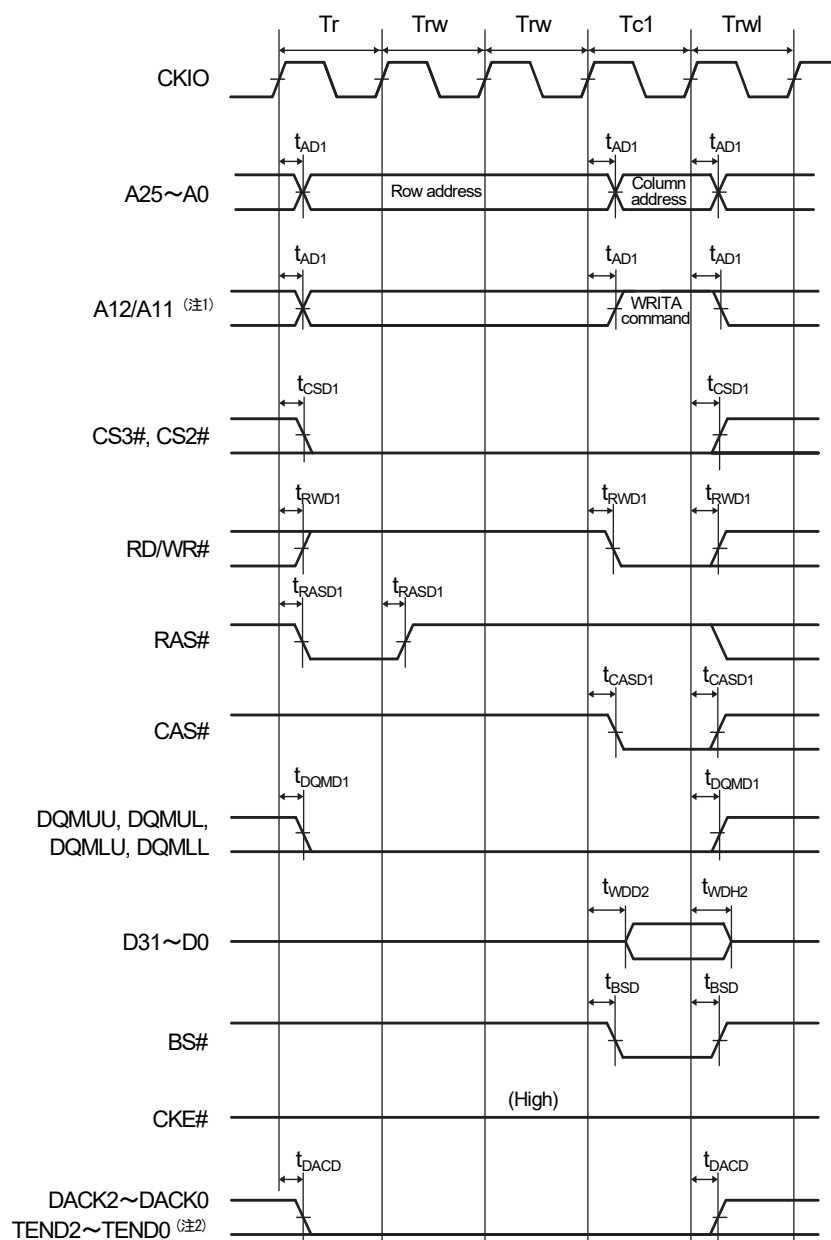 Tr Trw Trw Tc1 Trwl
CKIO
tAD1 tAD1 tAD1
A25～A0
Row address
Column
address
tAD1 tAD1 tAD1
A12/A11 (注1)
WRITA
command
tCSD1 tCSD1
CS3#, CS2#
tRWD1 tRWD1 tRWD1
RD/WR#
tRASD1 tRASD1
RAS#
tCASD1 tCASD1
CAS#
tDQMD1 tDQMD1
DQMUU, DQMUL,
DQMLU, DQMLL
tWDD2 tWDH2
D31～D0
tBSD tBSD
BS#
(High)
CKE#
tDACD tDACD
DACK2～DACK0
TEND2～TEND0 (注2)